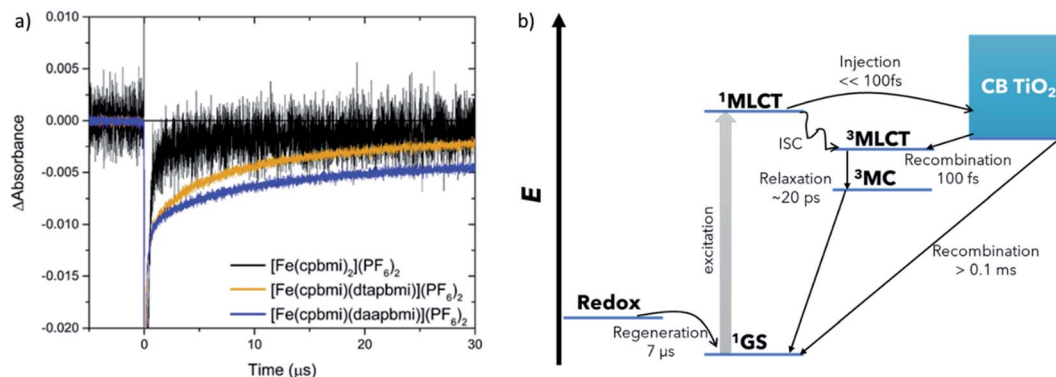 a)
0.010
0.005
0.000
-0.005
-0.010
-0.015
-0.020
ΔAbsorbance
[Fe(cpbmi)₂](PF₆)₂
[Fe(cpbmi)(dtapbmi)](PF₆)₂
[Fe(cpbmi)(daapbmi)](PF₆)₂
0
10
20
30
Time (μs)
b)
E
Injection
<< 100fs
CB TiO₂
¹MLCT
ISC
³MLCT
Recombination
100 fs
Relaxation
~20 ps
³MC
excitation
Recombination
> 0.1 ms
Redox
Regeneration
7 μs
¹GS